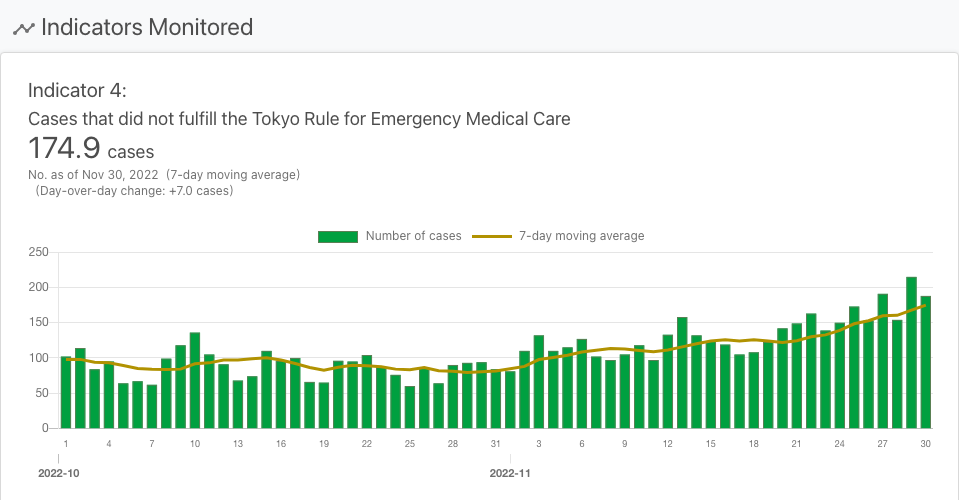 Indicators Monitored
Indicator 4:
Cases that did not fulfill the Tokyo Rule for Emergency Medical Care
174.9 cases
No. as of Nov 30, 2022 (7-day moving average)
(Day-over-day change: +7.0 cases)
Number of cases 7-day moving average
250
200
150
100
50
0
1 4 7 10 13 16 19 22 25 28 31 3 6 9 12 15 18 21 24 27 30
2022-10 2022-11